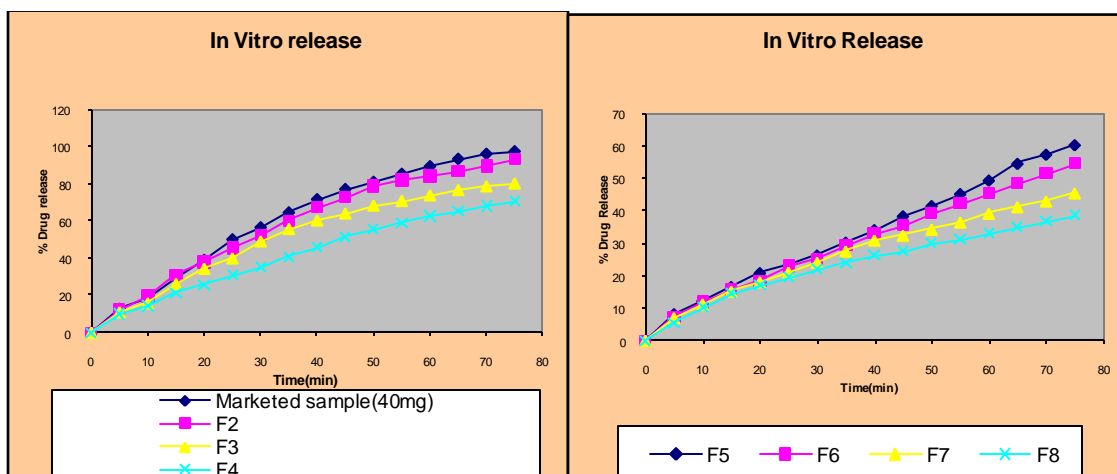 In Vitro release
% Drug release
120
100
80
60
40
20
0
0 10 20 30 40 50 60 70 80
Time(min)
Marketed sample(40mg)
F2
F3
F4
In Vitro Release
% Drug Release
70
60
50
40
30
20
10
0
0 10 20 30 40 50 60 70 80
Time(min)
F5 F6 F7 F8